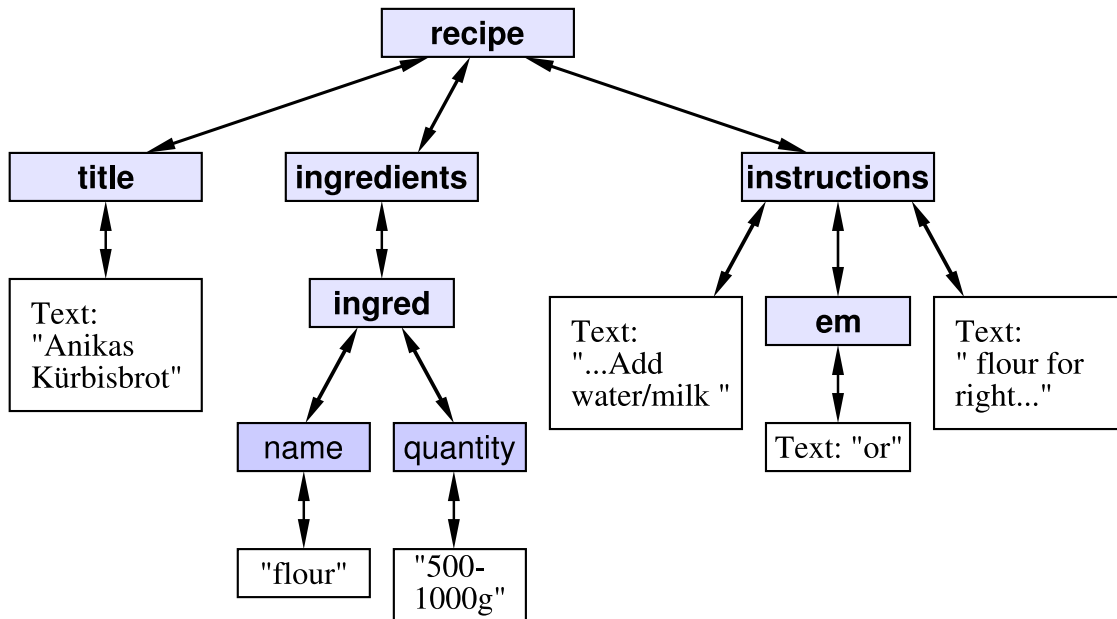 recipe
title
ingredients
instructions
Text:
"Anikas
Kürbisbrot"
ingred
Text:
"...Add
water/milk "
em
Text:
" flour for
right..."
name
quantity
Text: "or"
"flour"
"500-
1000g"